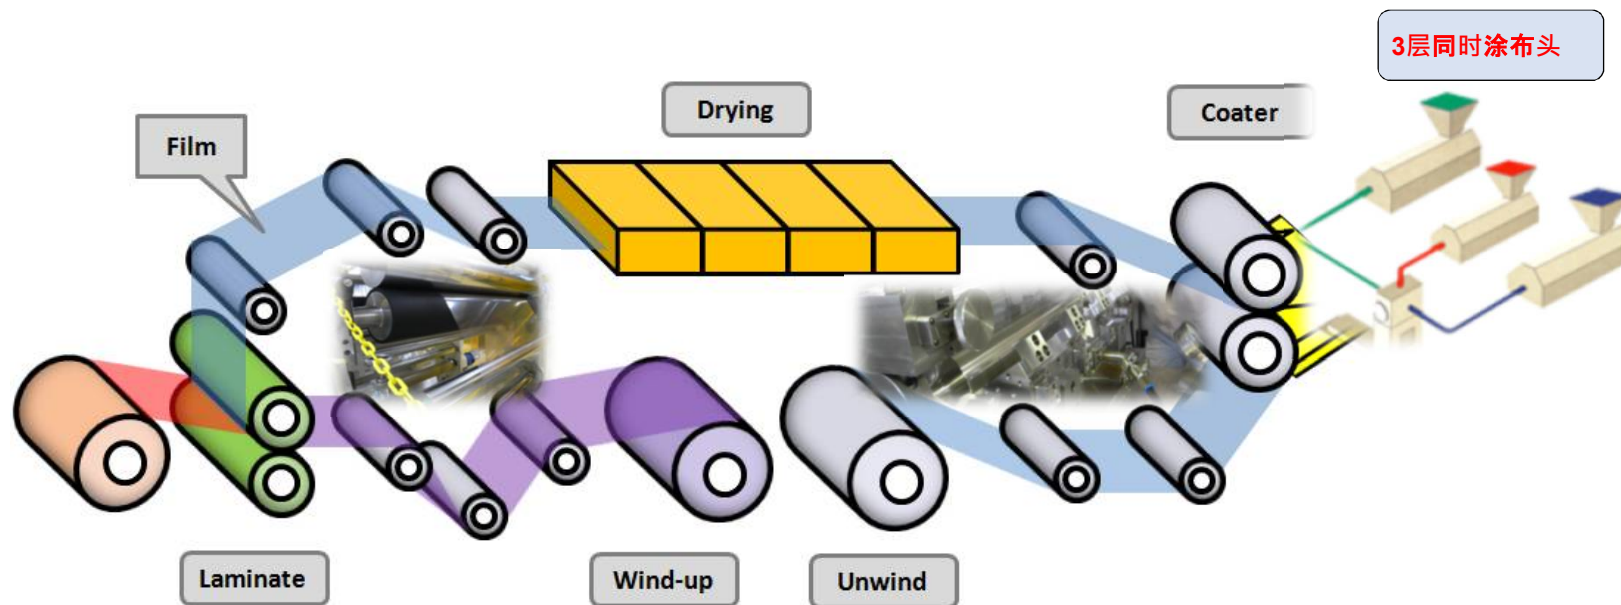 3层同时涂布头
Drying
Coater
Film
Laminate
Wind-up
Unwind